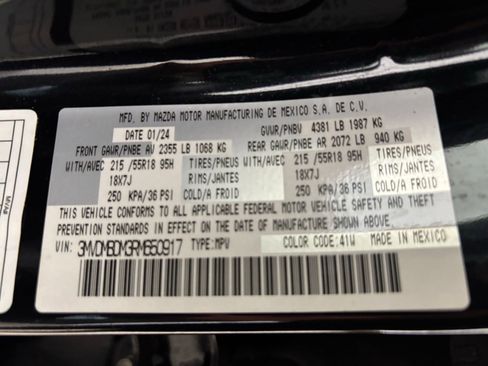 MFD. BY MAZDA MOTOR MANUFACTURING DE MEXICO S.A. DE C.V.
DATE 01/24 GVWR/PNBV 4381 LB 1987 KG
FRONT GAWR/PNBE AV 2355 LB 1068 KG REAR GAWR/PNBE AR 2072 LB 940 KG
WITH/AVEC 215 /55R18 95H TIRES/PNEUS WITH/AVEC 215 /55R18 95H TIRES/PNEUS
18X7J RIMS/JANTES 18X7J RIMS/JANTES
250 KPA/36 PSI COLD/A FROID 250 KPA/36 PSI COLD/A FROID
THIS VEHICLE CONFORMS TO ALL APPLICABLE FEDERAL MOTOR VEHICLE SAFETY AND THEFT
PREVENTION STANDARDS IN EFFECT ON THE DATE OF MANUFACTURE SHOWN ABOVE.
VIN: 3MVDMBDM3RM650917 TYPE: MPV COLOR CODE: 41W MADE IN MEXICO